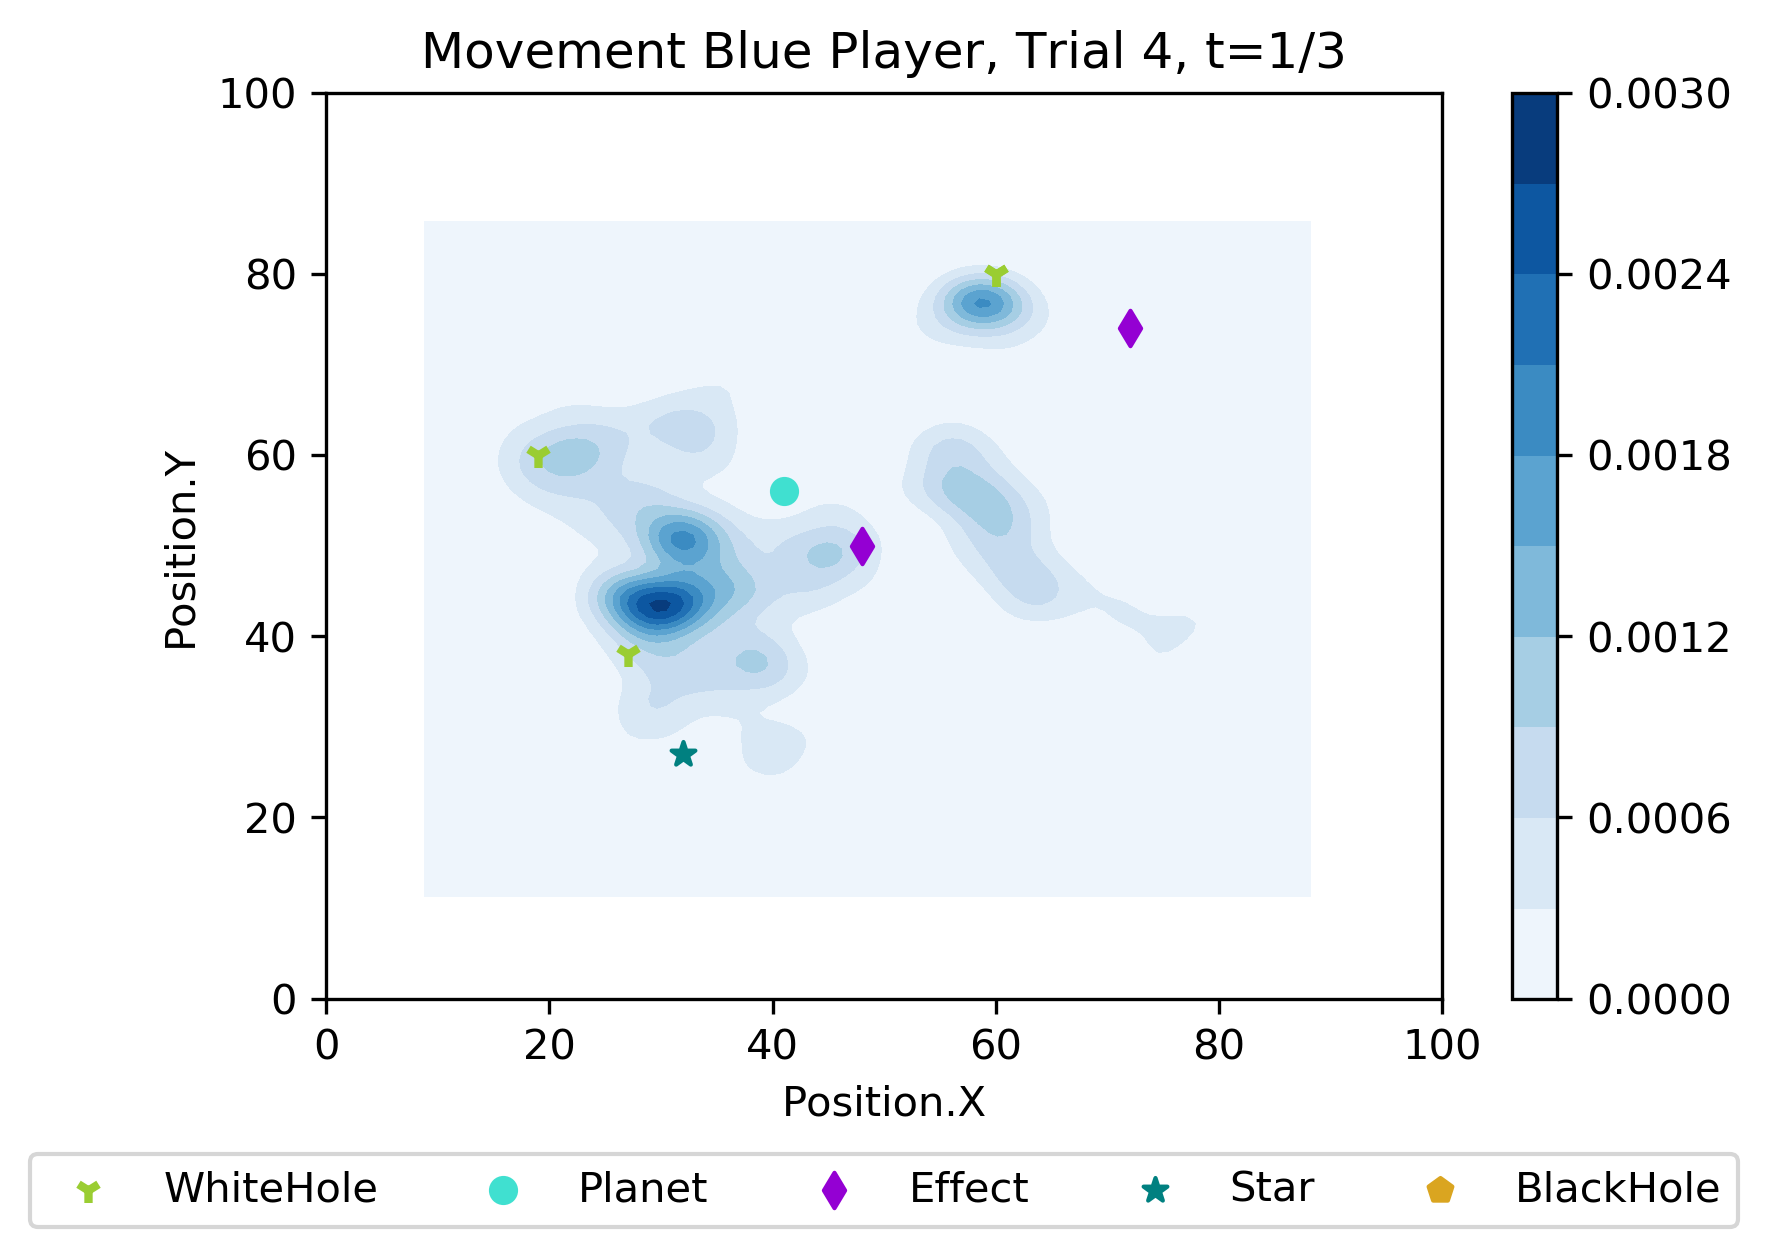 Movement Blue Player, Trial 4, t=1/3
100
80
60
40
20
0
Position.Y
0 20 40 60 80 100
Position.X
0.0030
0.0024
0.0018
0.0012
0.0006
0.0000
WhiteHole Planet Effect Star BlackHole